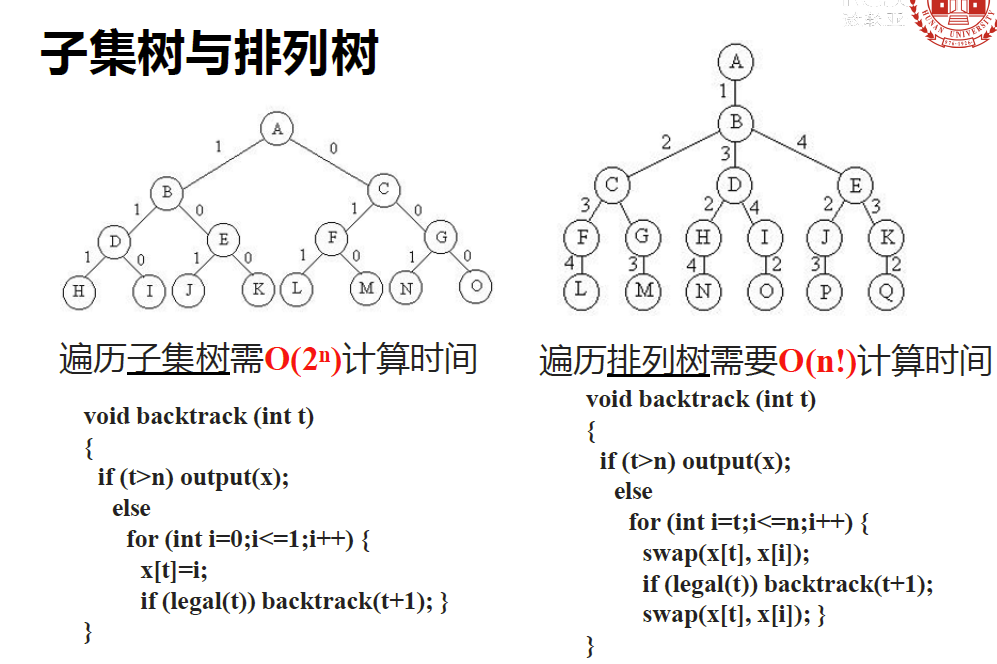 子集树与排列树
HUNAN UNIVERSITY
A
1 0
B C
1 0 1 0
D E F G
1 0 1 0 1 0 1 0
H I J K L M N O
遍历子集树需O(2ⁿ)计算时间
void backtrack (int t)
{
if (t>n) output(x);
else
for (int i=0;i<=1;i++) {
x[t]=i;
if (legal(t)) backtrack(t+1); }
}
A
1
B
2 3 4
C D E
3 2 4 2 3
F G H I J K
4 3 4 2 3 2
L M N O P Q
遍历排列树需要O(n!)计算时间
void backtrack (int t)
{
if (t>n) output(x);
else
for (int i=t;i<=n;i++) {
swap(x[t], x[i]);
if (legal(t)) backtrack(t+1);
swap(x[t], x[i]); }
}